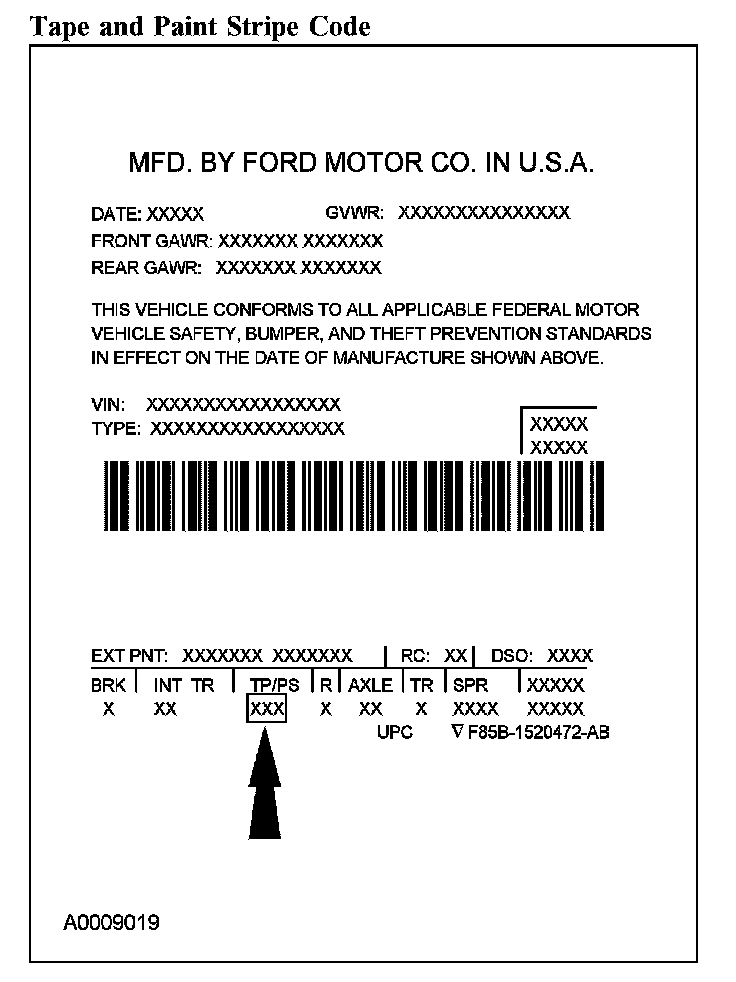 Tape and Paint Stripe Code
MFD. BY FORD MOTOR CO. IN U.S.A.
DATE: XXXXX GVWR: XXXXXXXXXXXXXXX
FRONT GAWR: XXXXXXX XXXXXXX
REAR GAWR: XXXXXXX XXXXXXX
THIS VEHICLE CONFORMS TO ALL APPLICABLE FEDERAL MOTOR
VEHICLE SAFETY, BUMPER, AND THEFT PREVENTION STANDARDS
IN EFFECT ON THE DATE OF MANUFACTURE SHOWN ABOVE.
VIN: XXXXXXXXXXXXXXXXX
TYPE: XXXXXXXXXXXXXXXXX
XXXXX
XXXXX
EXT PNT: XXXXXXX XXXXXXX RC: XX DSO: XXXX
BRK INT TR TP/PS R AXLE TR SPR XXXXX
X XX XXX X XX X XXXX XXXXX
UPC ∇ F85B-1520472-AB
A0009019